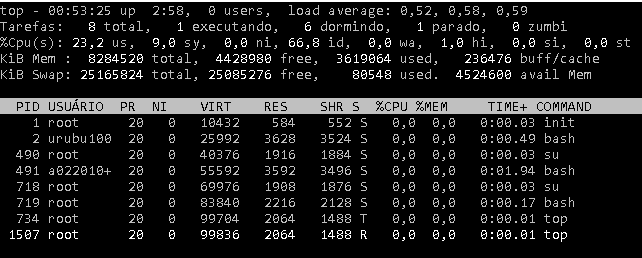 top - 00:53:25 up  2:58,  0 users,  load average: 0,52, 0,58, 0,59
Tarefas:   8 total,   1 executando,   6 dormindo,   1 parado,   0 zumbi
%Cpu(s): 23,2 us,  9,0 sy,  0,0 ni, 66,8 id,  0,0 wa,  1,0 hi,  0,0 si,  0,0 st
KiB Mem :  8284520 total,  4428980 free,  3619064 used,   236476 buff/cache
KiB Swap: 25165824 total, 25085276 free,    80548 used.  4524600 avail Mem
PID USUÁRIO   PR  NI    VIRT    RES    SHR S  %CPU %MEM     TIME+ COMMAND
1 root      20   0   10432    584    552 S   0,0  0,0   0:00.03 init
2 urubu100  20   0   25992   3628   3524 S   0,0  0,0   0:00.49 bash
490 root      20   0   40376   1916   1884 S   0,0  0,0   0:00.03 su
491 a022010+  20   0   55592   3592   3496 S   0,0  0,0   0:01.94 bash
718 root      20   0   69976   1908   1876 S   0,0  0,0   0:00.03 su
719 root      20   0   83840   2216   2128 S   0,0  0,0   0:00.17 bash
734 root      20   0   99704   2064   1488 T   0,0  0,0   0:00.01 top
1507 root      20   0   99836   2064   1488 R   0,0  0,0   0:00.01 top